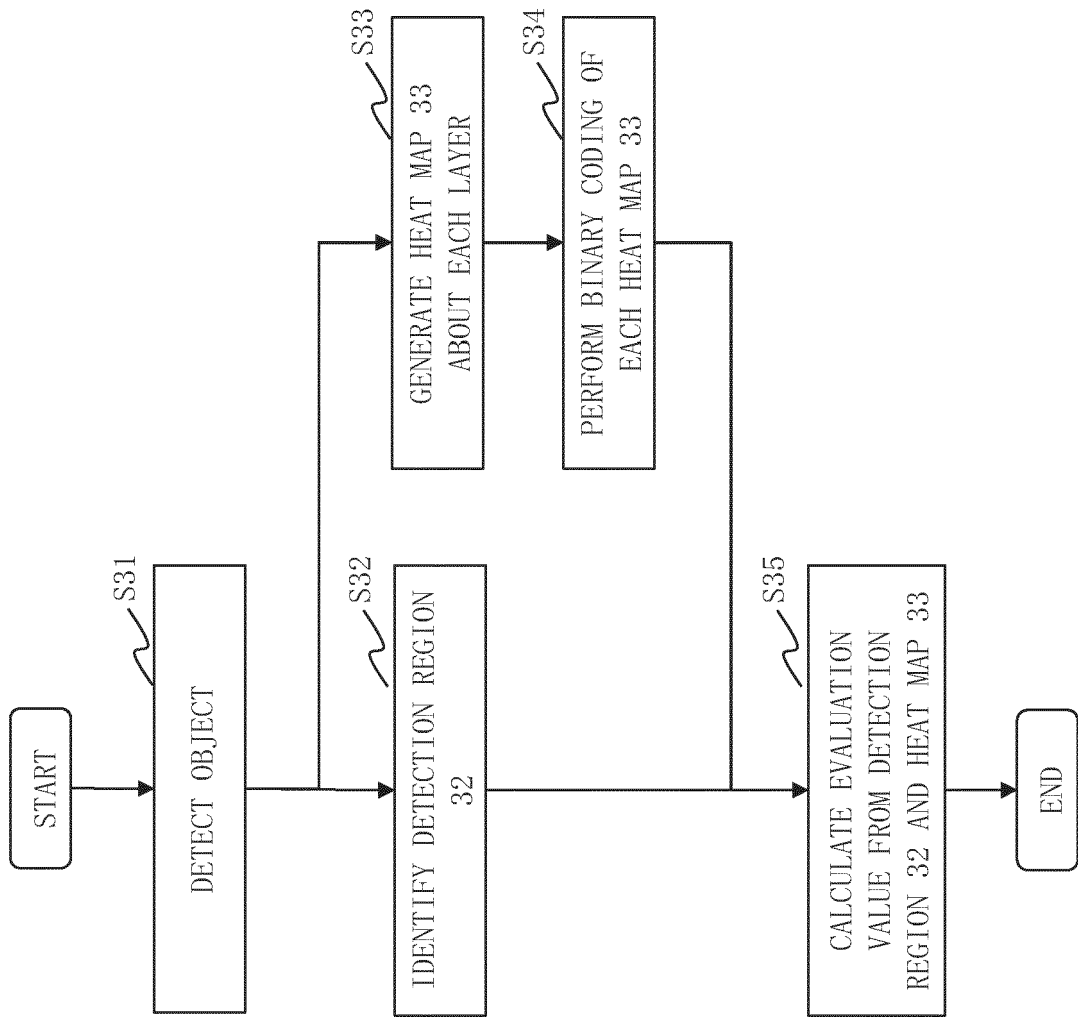 START
S31
DETECT OBJECT
S32
IDENTIFY DETECTION REGION
32
S33
GENERATE HEAT MAP 33
ABOUT EACH LAYER
S34
PERFORM BINARY CODING OF
EACH HEAT MAP 33
S35
CALCULATE EVALUATION
VALUE FROM DETECTION
REGION 32 AND HEAT MAP 33
END